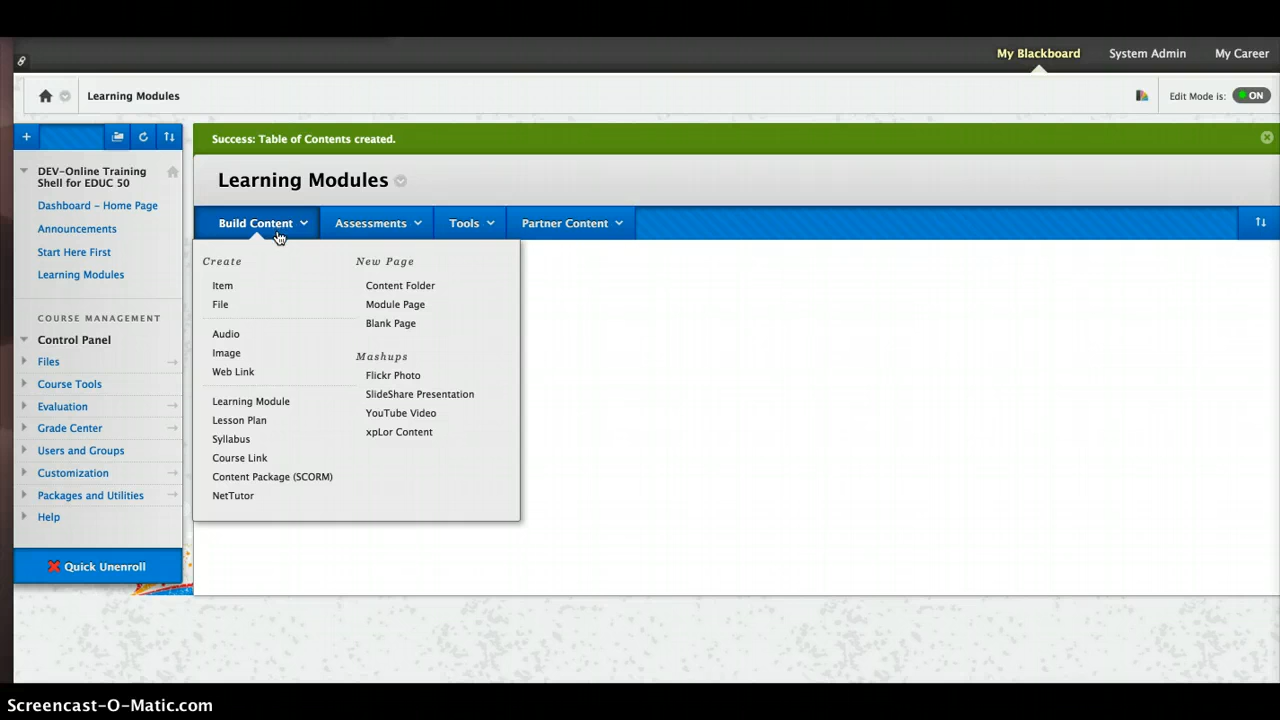 My Blackboard System Admin My Career
Learning Modules Edit Mode is: ON
Success: Table of Contents created.
DEV-Online Training
Shell for EDUC 50
Dashboard - Home Page
Announcements
Start Here First
Learning Modules
COURSE MANAGEMENT
Control Panel
Files
Course Tools
Evaluation
Grade Center
Users and Groups
Customization
Packages and Utilities
Help
Quick Unenroll
Learning Modules
Build Content Assessments Tools Partner Content
Create
Item
File
Audio
Image
Web Link
Learning Module
Lesson Plan
Syllabus
Course Link
Content Package (SCORM)
NetTutor
New Page
Content Folder
Module Page
Blank Page
Mashups
Flickr Photo
SlideShare Presentation
YouTube Video
xpLor Content
Screencast-O-Matic.com